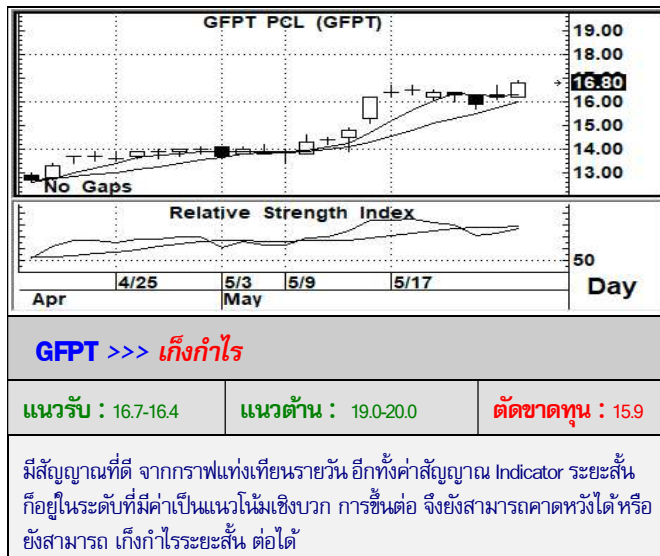 GFPT PCL (GFPT)
19.00
18.00
16.80
16.00
15.00
14.00
13.00
No Gaps
Relative Strength Index
50
4/25 5/3 5/9 5/17
Apr May
Day
GFPT >>> เก็งกำไร
แนวรับ : 16.7-16.4 แนวต้าน : 19.0-20.0 ตัดขาดทุน : 15.9
มีสัญญาณที่ดี จากกราฟแท่งเทียนรายวัน อีกทั้งค่าสัญญาณ Indicator ระยะสั้น
ก็อยู่ในระดับที่มีค่าเป็นแนวโน้มเชิงบวก การขึ้นต่อ จึงยังสามารถคาดหวังได้หรือ
ยังสามารถ เก็งกำไรระยะสั้น ต่อได้